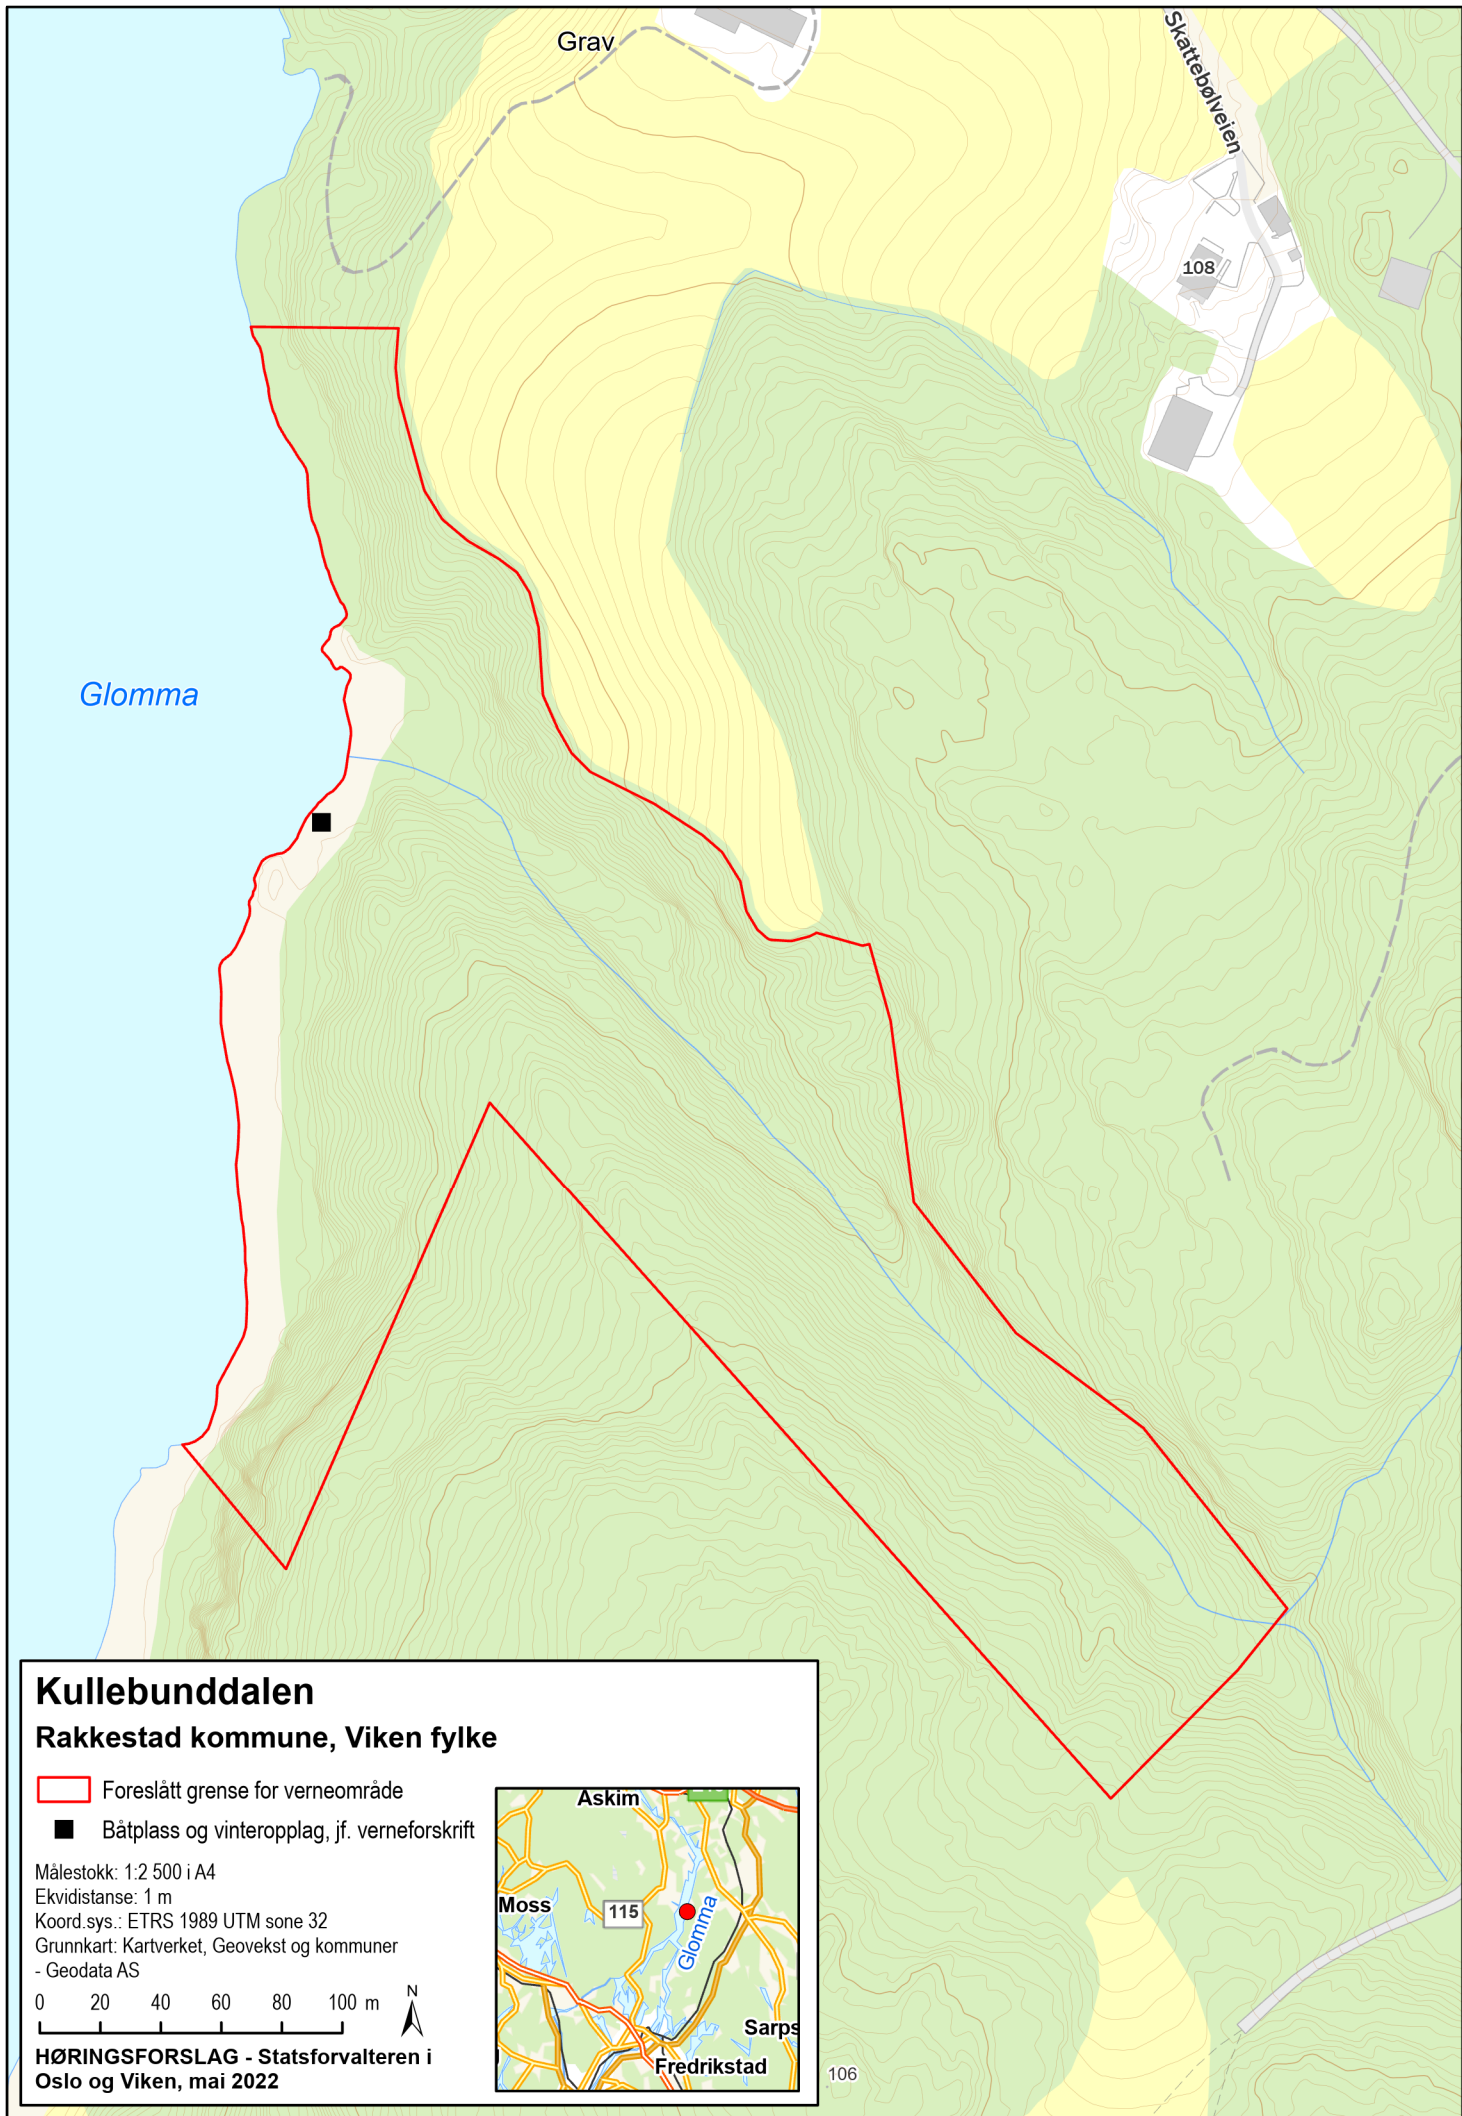 Grav
Skattebølveien
108
Glomma
Kullebunddalen
Rakkestad kommune, Viken fylke
Foreslått grense for verneområde
Båtplass og vinteropplag, jf. verneforskrift
Målestokk: 1:2 500 i A4
Ekvidistanse: 1 m
Koord.sys.: ETRS 1989 UTM sone 32
Grunnkart: Kartverket, Geovekst og kommuner
- Geodata AS
0 20 40 60 80 100 m
N
HØRINGSFORSLAG - Statsforvalteren i
Oslo og Viken, mai 2022
Askim
Moss
115
Glomma
Sarps
Fredrikstad
106